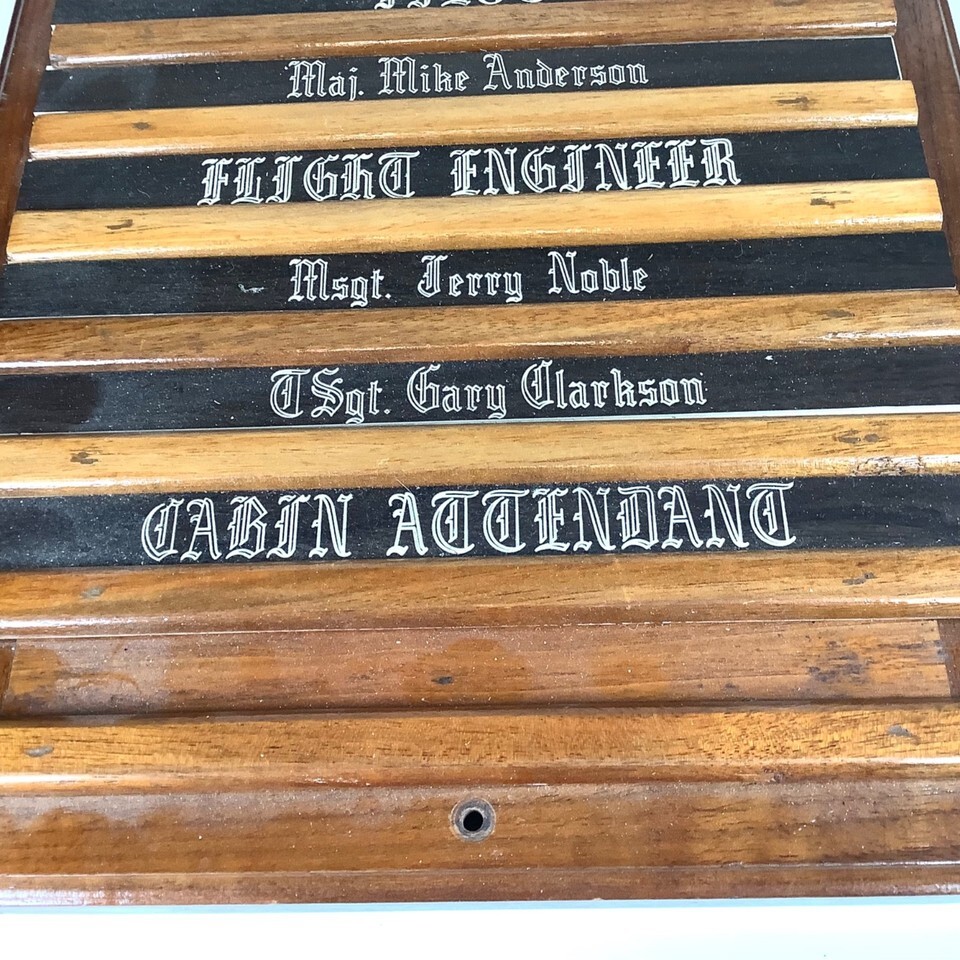 Maj. Mike Anderson
FLIGHT ENGINEER
Msgt. Jerry Noble
TSgt. Gary Clarkson
CABIN ATTENDANT